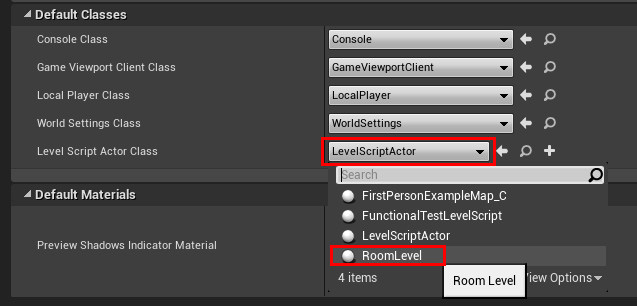 Default Classes
Console Class Console
Game Viewport Client Class GameViewportClient
Local Player Class LocalPlayer
World Settings Class WorldSettings
Level Script Actor Class LevelScriptActor
Search
FirstPersonExampleMap_C
FunctionalTestLevelScript
LevelScriptActor
RoomLevel
4 items
View Options
Room Level
Default Materials
Preview Shadows Indicator Material